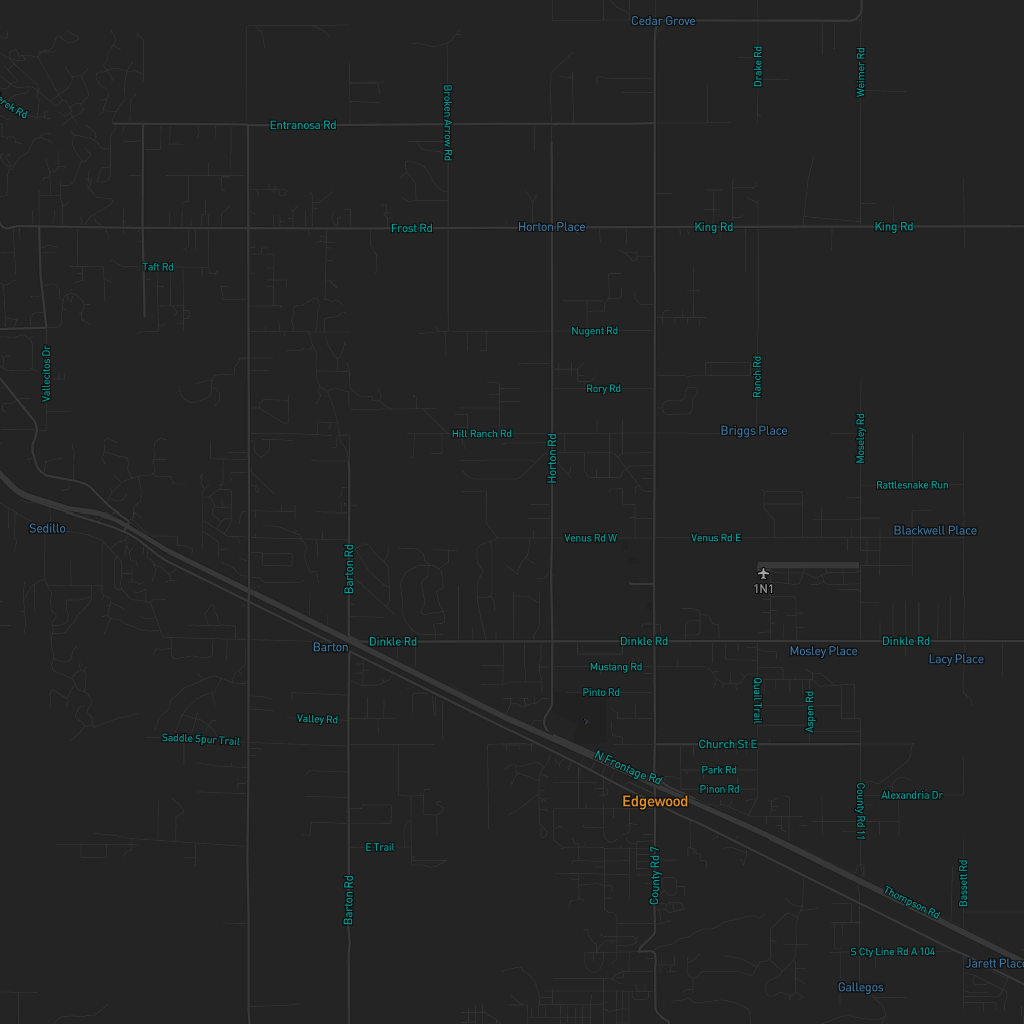 Cedar Grove
Drake Rd
Weimer Rd
erek Rd
Broken Arrow Rd
Entranosa Rd
Frost Rd
Horton Place
King Rd
King Rd
Taft Rd
Nugent Rd
Vallecitos Dr
Ranch Rd
Rory Rd
Hill Ranch Rd
Horton Rd
Briggs Place
Moseley Rd
Rattlesnake Run
Sedillo
Blackwell Place
Venus Rd W
Venus Rd E
Barton Rd
1N1
Dinkle Rd
Dinkle Rd
Dinkle Rd
Barton
Mosley Place
Lacy Place
Mustang Rd
Pinto Rd
Quail Trail
Aspen Rd
Valley Rd
Saddle Spur Trail
Church St E
N Frontage Rd
Park Rd
Pinon Rd
Alexandria Dr
Edgewood
County Rd 11
E Trail
County Rd 7
Barton Rd
Bassett Rd
Thompson Rd
S Cty Line Rd A 104
Jarett Place
Gallegos